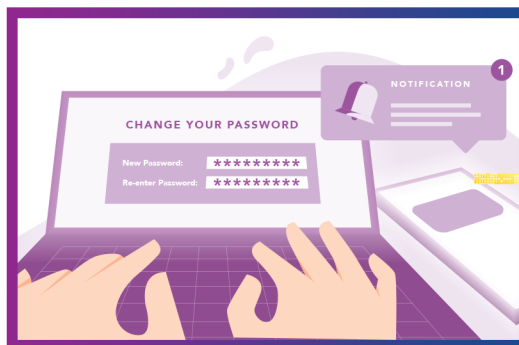 1
NOTIFICATION
CHANGE YOUR PASSWORD
New Password: *********
Re-enter Password: *********